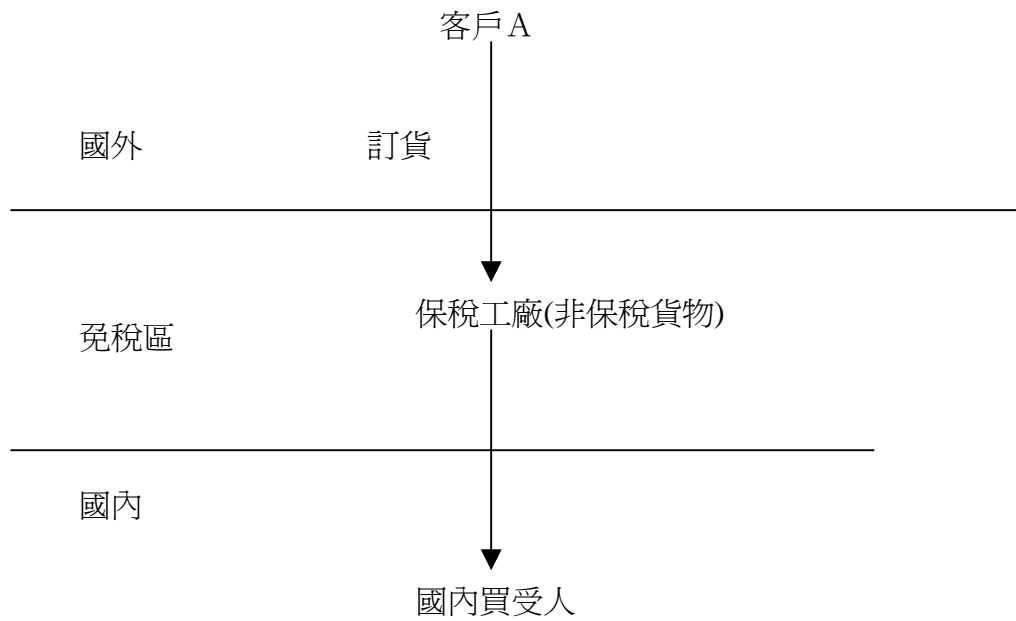 客戶A
國外
訂貨
保稅工廠(非保稅貨物)
免稅區
國內
國內買受人